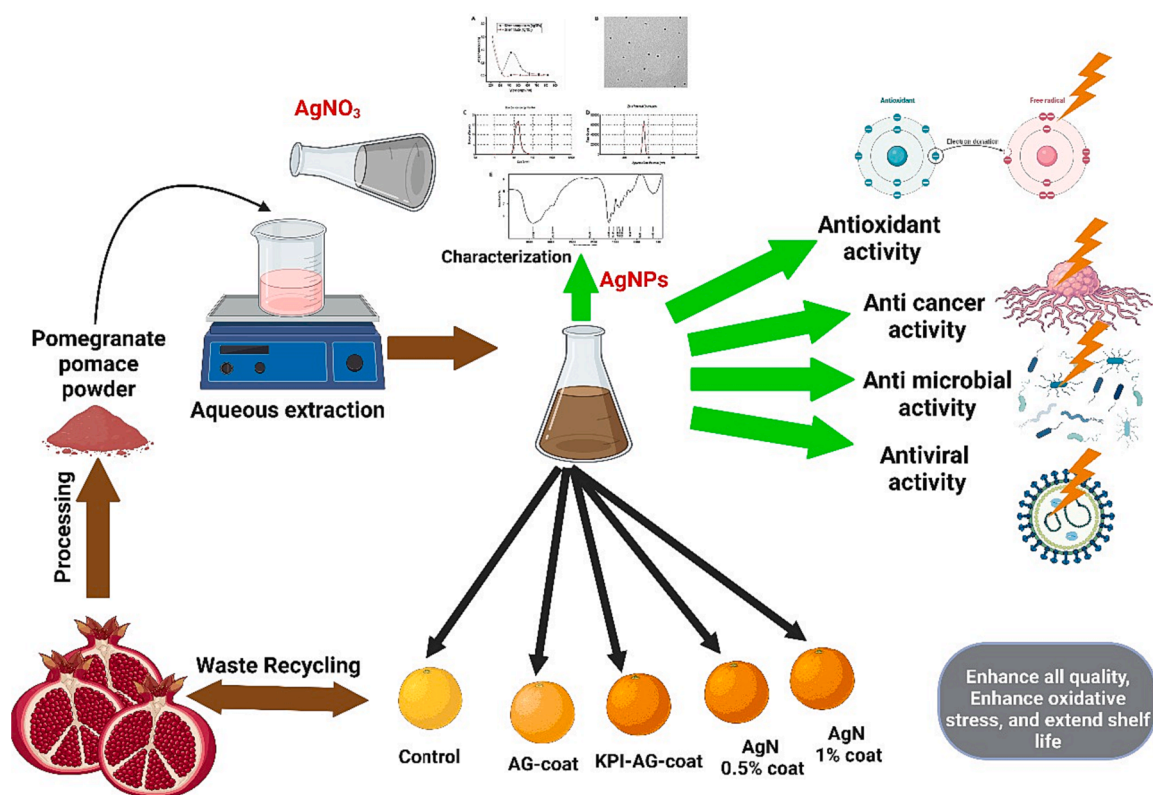 A
B
C
D
E
AgNO₃
Characterization
AgNPs
Antioxidant
Free radical
Electron donation
Antioxidant
activity
Anti cancer
activity
Anti microbial
activity
Antiviral
activity
Pomegranate
pomace
powder
Aqueous extraction
Processing
Waste Recycling
Control
AG-coat
KPI-AG-coat
AgN
0.5% coat
AgN
1% coat
Enhance all quality,
Enhance oxidative
stress, and extend shelf
life